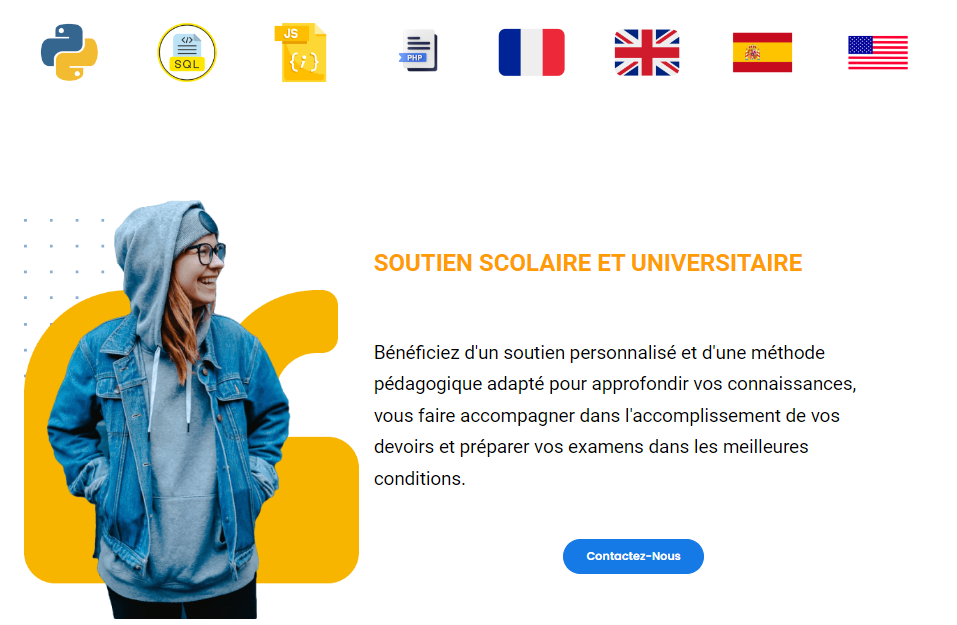 SQL
JS
PHP
SOUTIEN SCOLAIRE ET UNIVERSITAIRE
Bénéficiez d'un soutien personnalisé et d'une méthode
pédagogique adapté pour approfondir vos connaissances,
vous faire accompagner dans l'accomplissement de vos
devoirs et préparer vos examens dans les meilleures
conditions.
Contactez-Nous